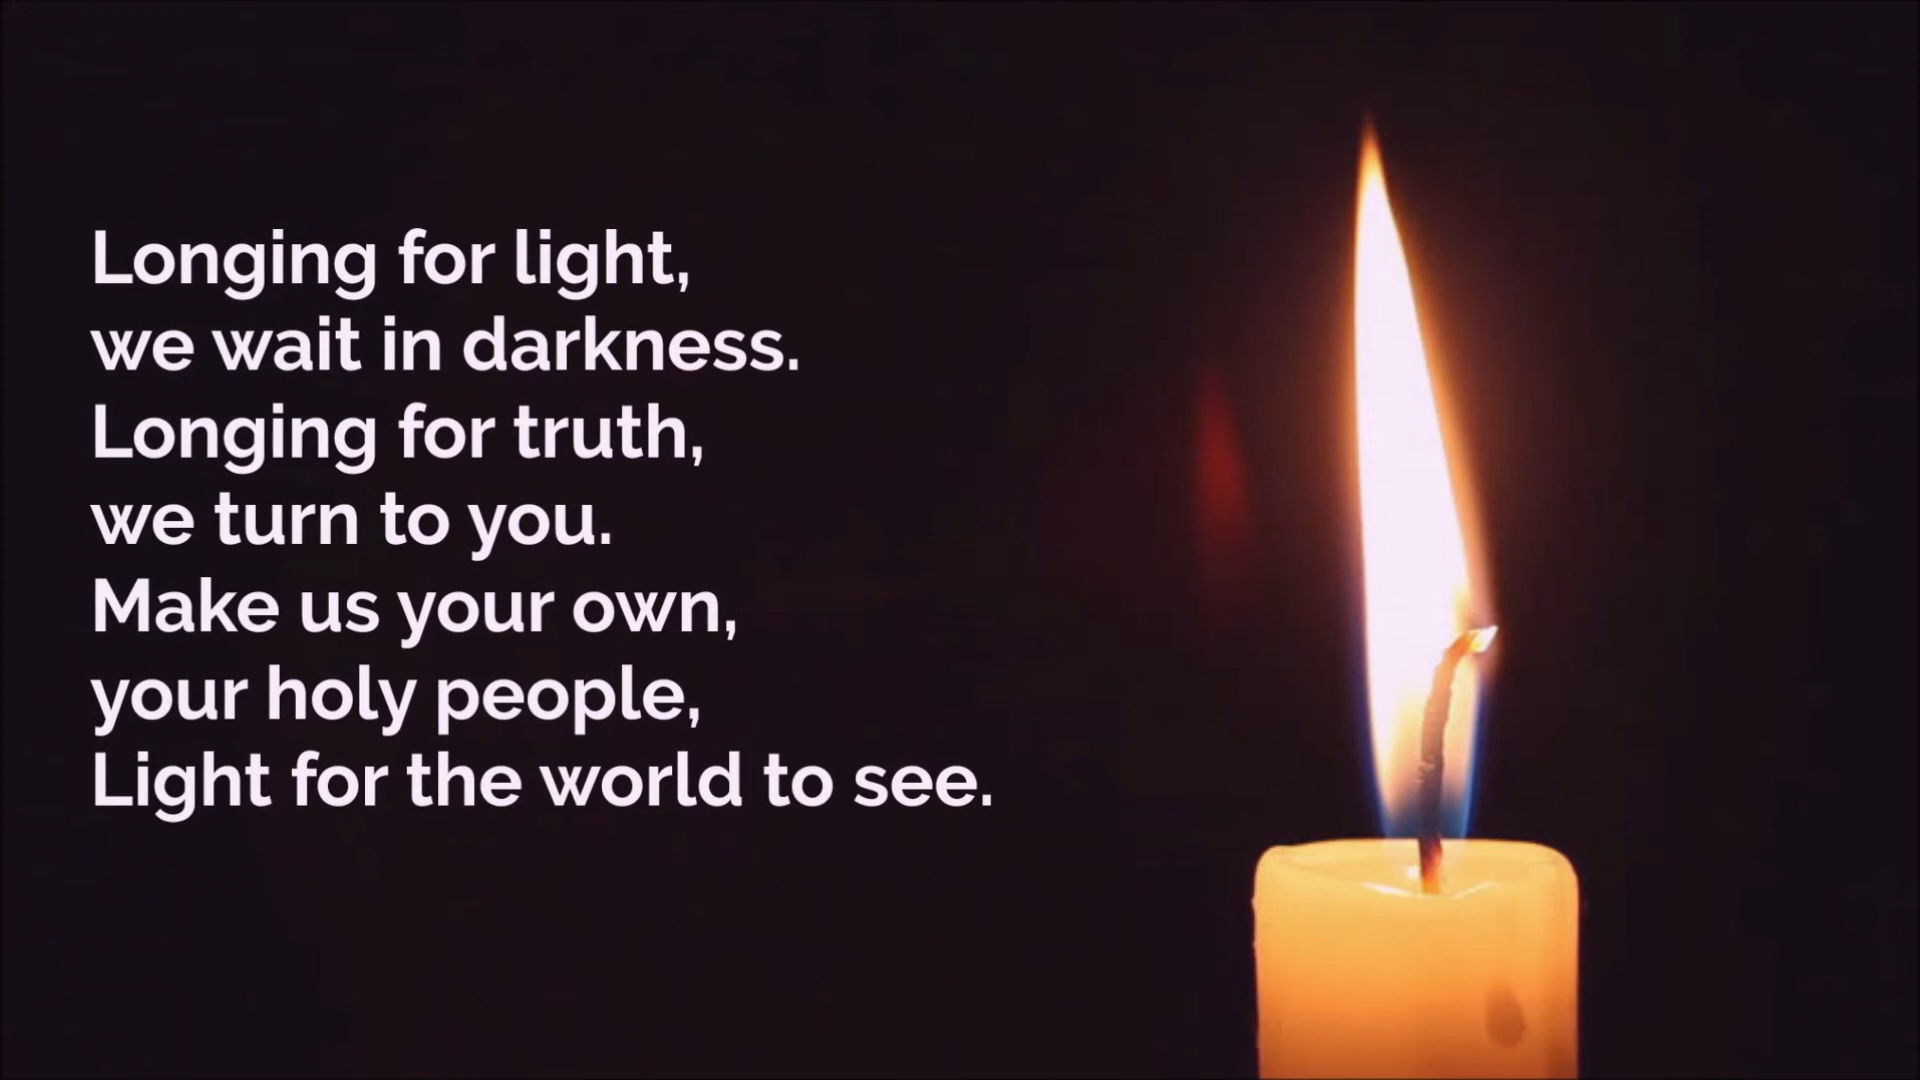 Longing for light,
we wait in darkness.
Longing for truth,
we turn to you.
Make us your own,
your holy people,
Light for the world to see.